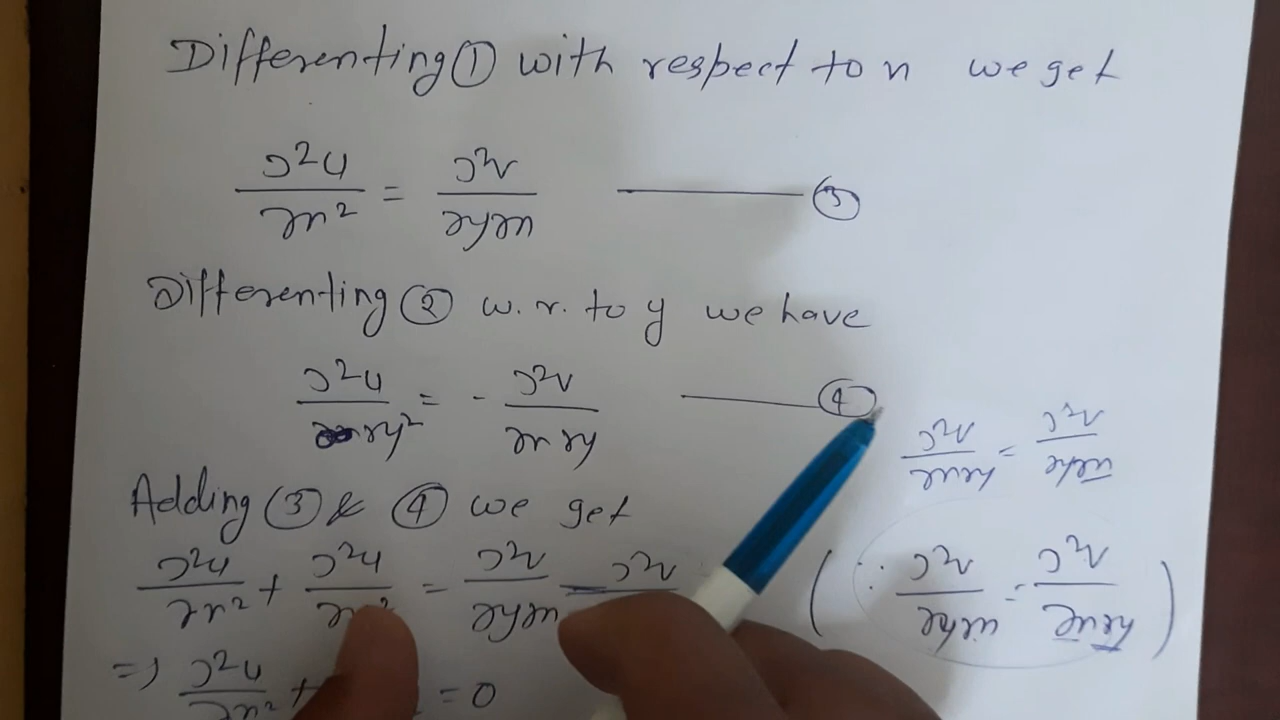 Differenting ① with respect to x we get
∂²u/∂x² = ∂²v/∂y∂x ——— ③
Differenting ② w.r. to y we have
∂²u/∂y² = - ∂²v/∂x∂y ——— ④
∂²v/∂x∂y = ∂²v/∂y∂x
Adding ③ & ④ we get
∂²u/∂x² + ∂²u/ = ∂²v/∂y∂x - ∂²v (∵ ∂²v/∂y∂x = ∂²v/∂x∂y)
=) ∂²u/∂x² + = 0